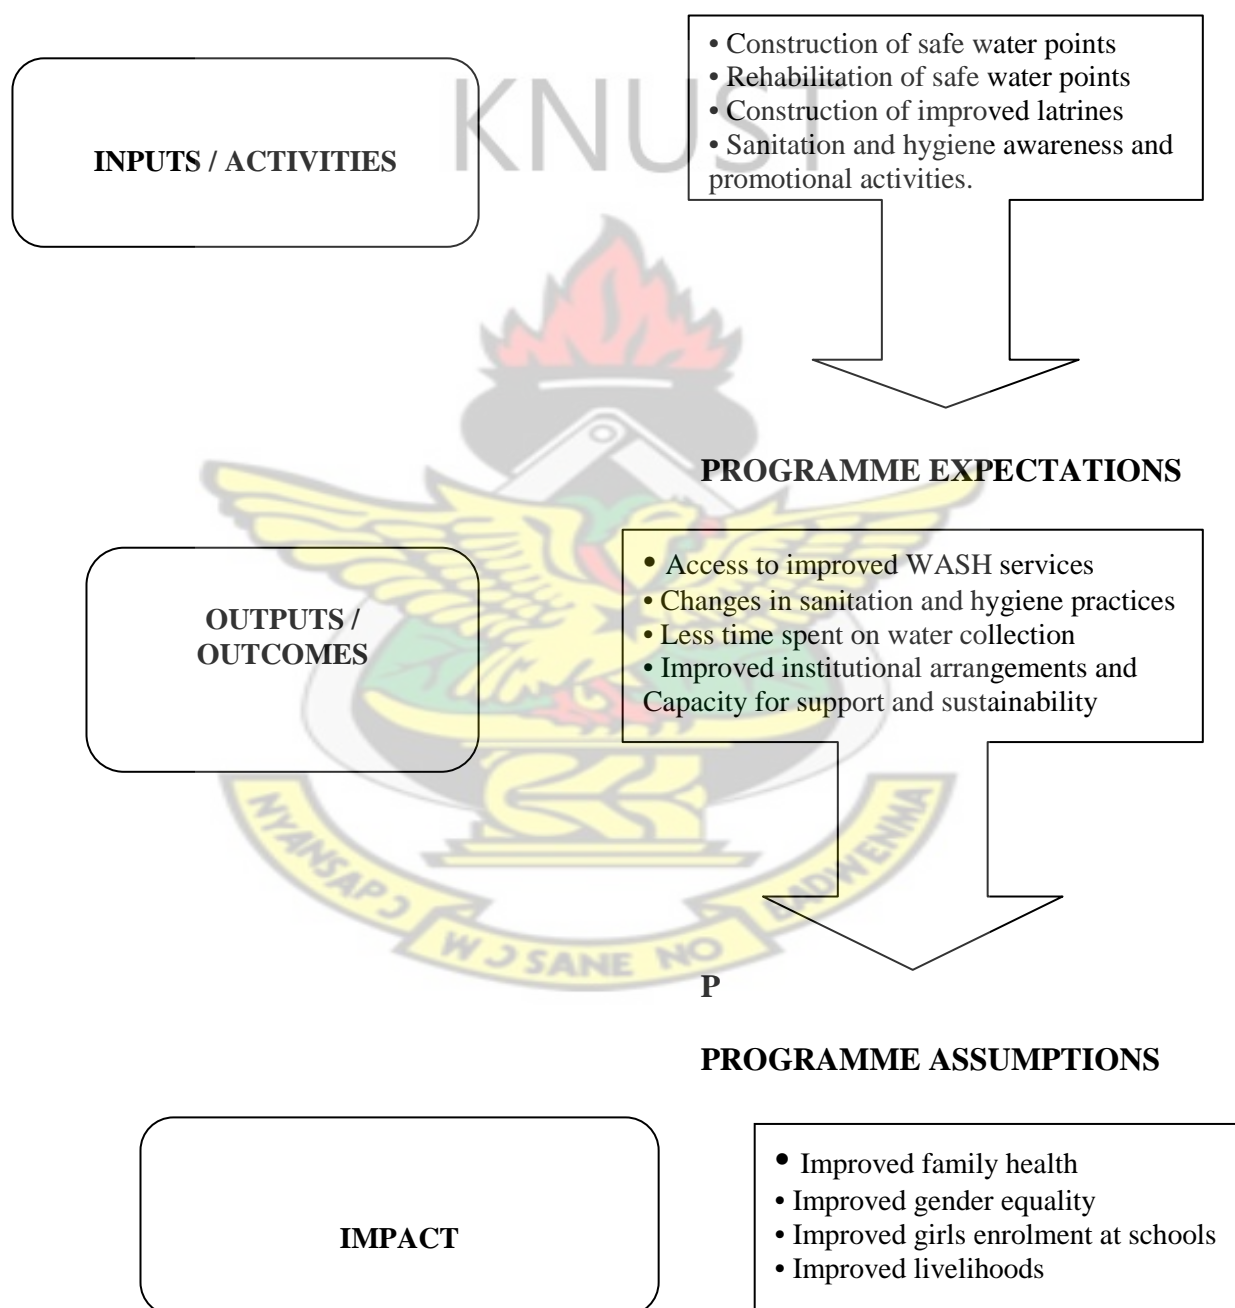 KNUST
• Construction of safe water points
• Rehabilitation of safe water points
• Construction of improved latrines
• Sanitation and hygiene awareness and
promotional activities.
INPUTS / ACTIVITIES
PROGRAMME EXPECTATIONS
• Access to improved WASH services
• Changes in sanitation and hygiene practices
• Less time spent on water collection
• Improved institutional arrangements and
Capacity for support and sustainability
OUTPUTS /
OUTCOMES
NYANSAPƆ
WƆSANE NO
BADWENMA
P
PROGRAMME ASSUMPTIONS
• Improved family health
• Improved gender equality
• Improved girls enrolment at schools
• Improved livelihoods
IMPACT